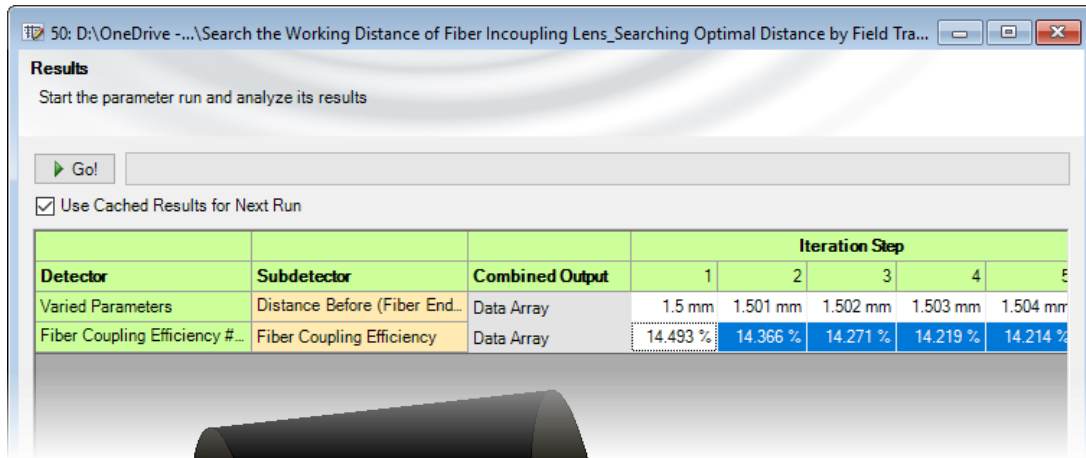 50: D:\OneDrive -...\Search the Working Distance of Fiber Incoupling Lens_Searching Optimal Distance by Field Tra...
Results
Start the parameter run and analyze its results
Go!
Use Cached Results for Next Run
Iteration Step
Detector Subdetector Combined Output 1 2 3 4 5
Varied Parameters Distance Before (Fiber End... Data Array 1.5 mm 1.501 mm 1.502 mm 1.503 mm 1.504 mm
Fiber Coupling Efficiency #... Fiber Coupling Efficiency Data Array 14.493 % 14.366 % 14.271 % 14.219 % 14.214 %